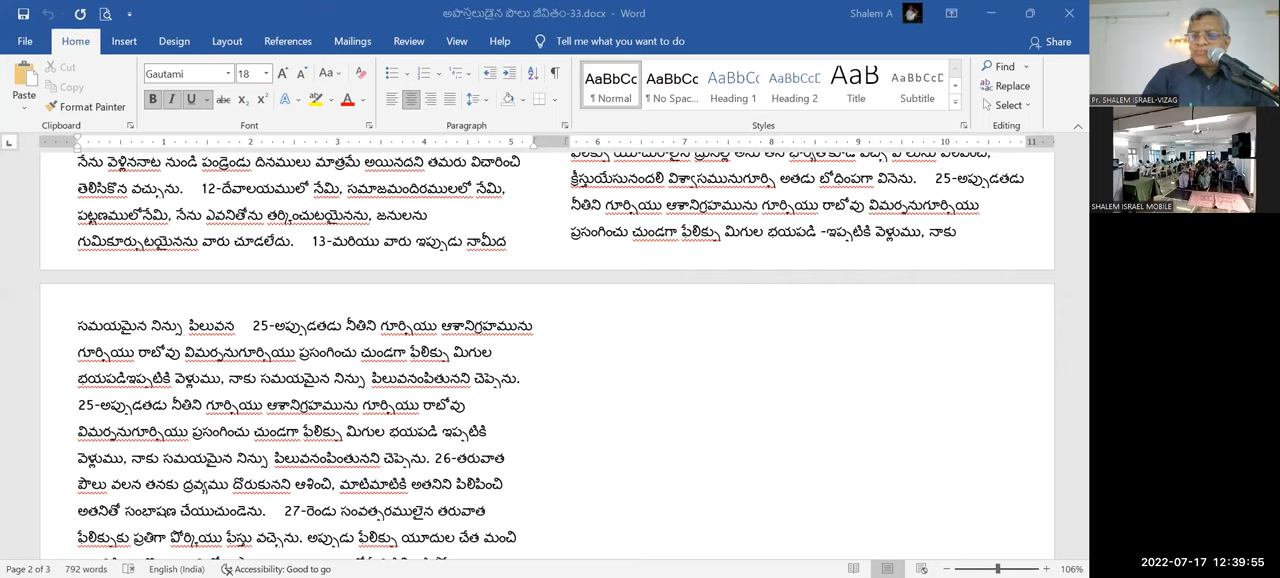 అపొస్తలుడైన పౌలు జీవితం-33.docx - Word
Shalem A
File Home Insert Design Layout References Mailings Review View Help Tell me what you want to do Share
Paste
Cut
Copy
Format Painter
Clipboard
Gautami 18
Font
Paragraph
AaBbCc AaBbCc AaBbCc AaBbCcD AaB AaBbCcD
¶ Normal ¶ No Spac... Heading 1 Heading 2 Title Subtitle
Styles
Find
Replace
Select
Editing
Pr. SHALEM ISRAEL-VIZAG
SHALEM ISRAEL MOBILE
నేను వెళ్లిననాట నుండి పండ్రెండు దినములు మాత్రమే అయినదని తమరు విచారించి
తెలిసికొన వచ్చును. 12-దేవాలయములో నేమి, సమాజమందిరములలో నేమి,
పట్టణములోనేమి, నేను ఎవనితోను తర్కించుటయైనను, జనులను
గుమికూర్చుటయైనను వారు చూడలేదు. 13-మరియు వారు ఇప్పుడు నామీద
క్రీస్తుయేసునందలి విశ్వాసమునుగూర్చి అతడు బోధింపగా వినెను. 25-అప్పుడతడు
నీతిని గూర్చియు ఆశానిగ్రహమును గూర్చియు రాబోవు విమర్శనుగూర్చియు
ప్రసంగించు చుండగా ఫేలిక్సు మిగుల భయపడి -ఇప్పటికి వెళ్లుము, నాకు
సమయమైన నిన్ను పిలువన 25-అప్పుడతడు నీతిని గూర్చియు ఆశానిగ్రహమును
గూర్చియు రాబోవు విమర్శనుగూర్చియు ప్రసంగించు చుండగా ఫేలిక్సు మిగుల
భయపడిఇప్పటికి వెళ్లుము, నాకు సమయమైన నిన్ను పిలువనంపితునని చెప్పెను.
25-అప్పుడతడు నీతిని గూర్చియు ఆశానిగ్రహమును గూర్చియు రాబోవు
విమర్శనుగూర్చియు ప్రసంగించు చుండగా ఫేలిక్సు మిగుల భయపడి ఇప్పటికి
వెళ్లుము, నాకు సమయమైన నిన్ను పిలువనంపింతునని చెప్పెను. 26-తరువాత
పౌలు వలన తనకు ద్రవ్యము దొరుకునని ఆశించి, మాటిమాటికి అతనిని పిలిపించి
అతనితో సంభాషణ చేయుచుండెను. 27-రెండు సంవత్సరములైన తరువాత
ఫేలిక్సుకు ప్రతిగా పోర్కియు ఫేస్తు వచ్చెను. అప్పుడు ఫేలిక్సు యూదుల చేత మంచి
Page 2 of 3 792 words English (India) Accessibility: Good to go 106%
2022-07-17 12:39:55